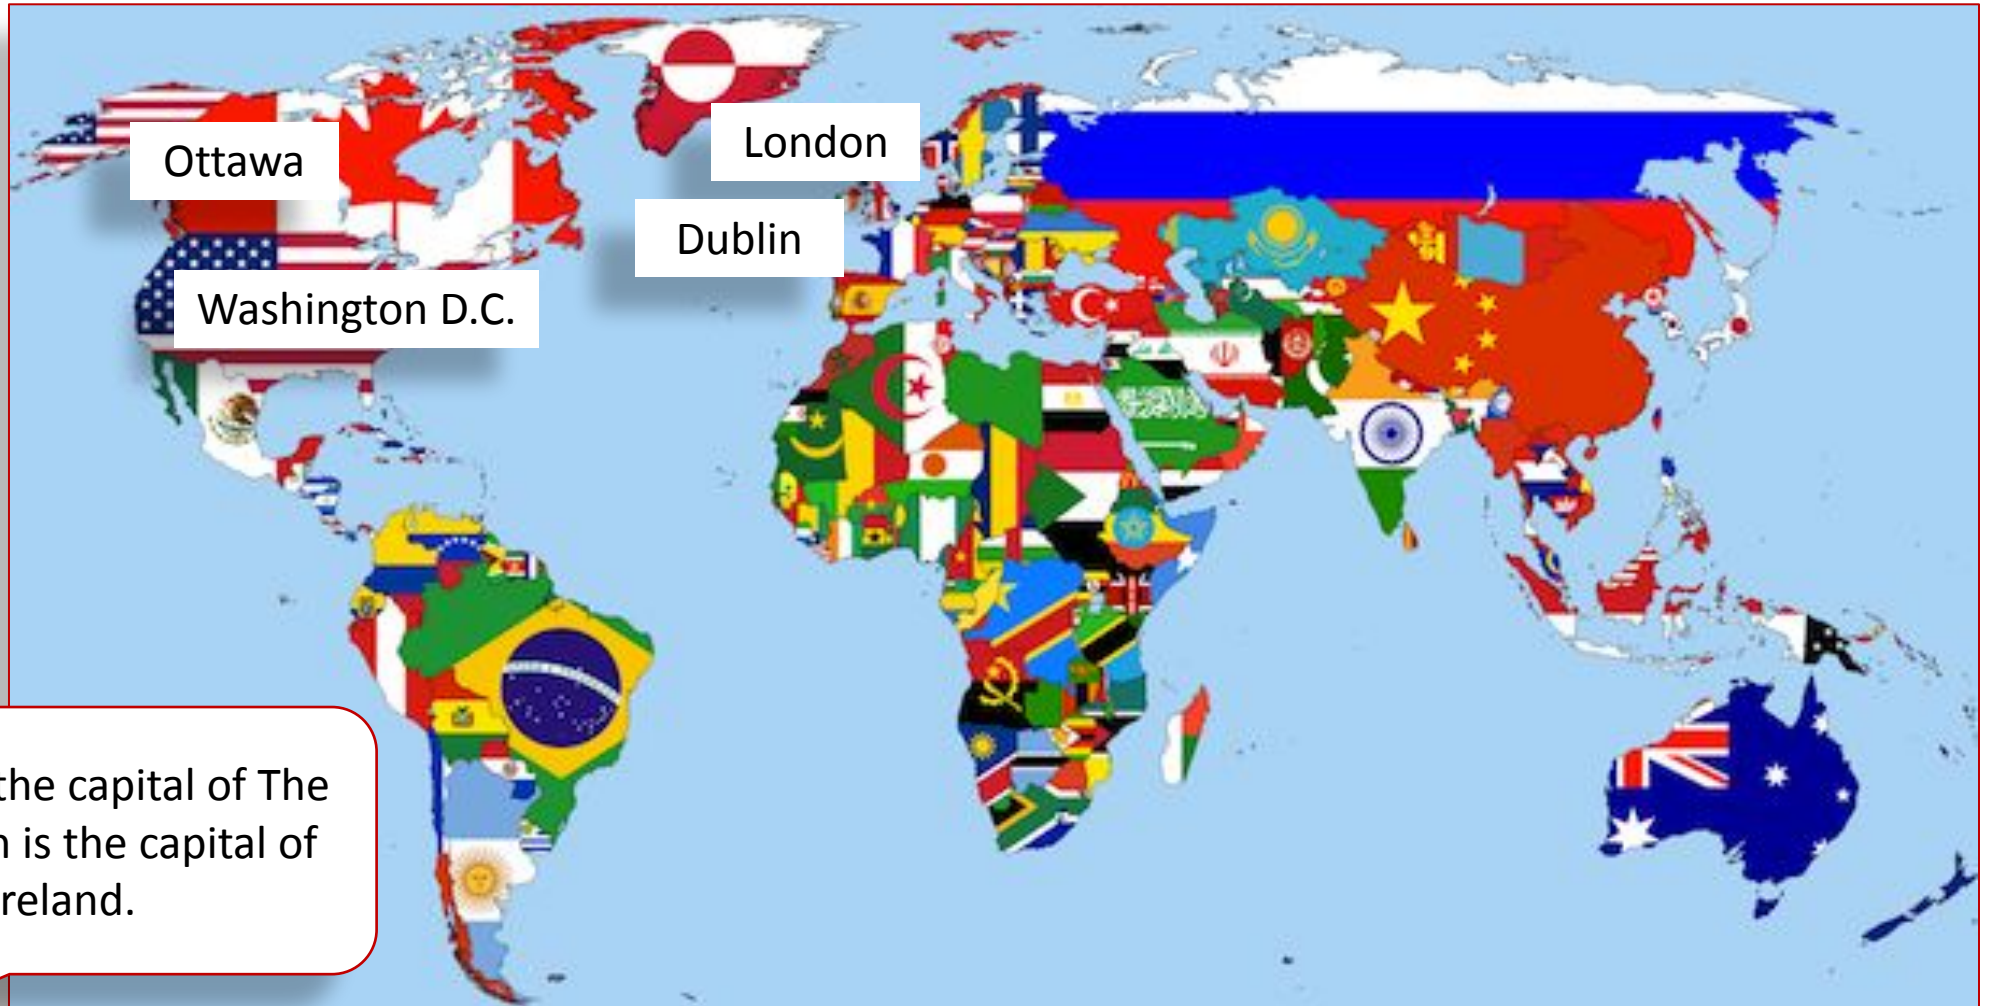 London
Ottawa
Dublin
Washington D.C.
the capital of The
is the capital of
reland.